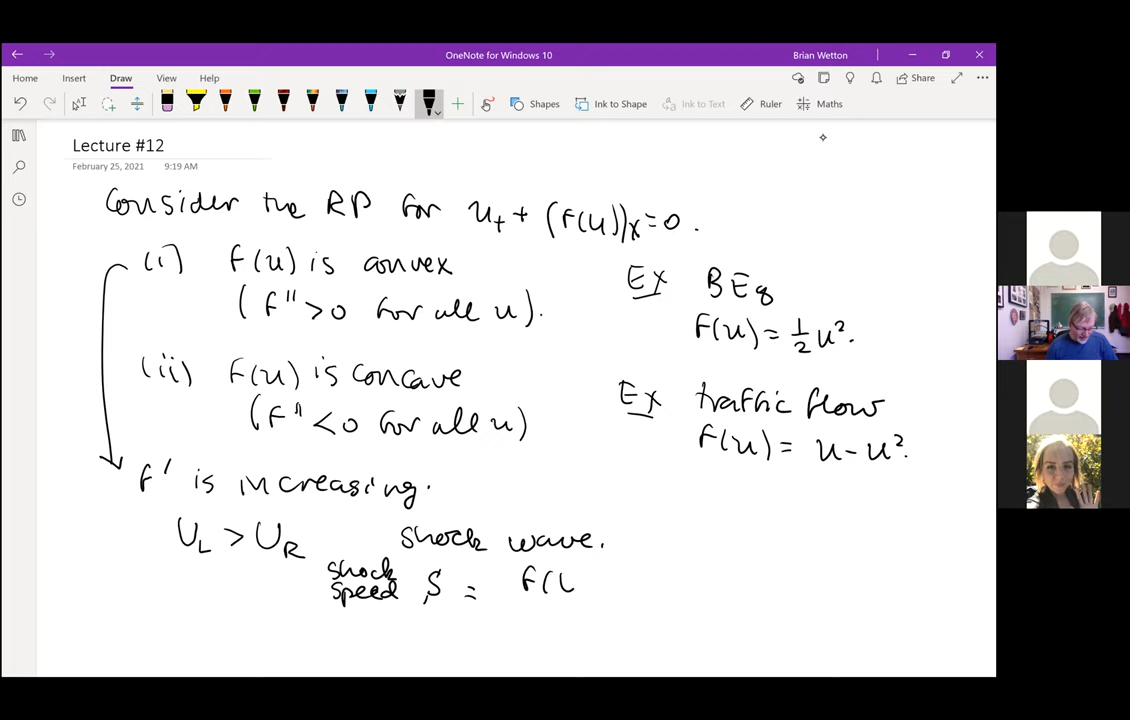 OneNote for Windows 10
Brian Wetton
Home Insert Draw View Help
Share
Shapes
Ink to Shape
Ink to Text
Ruler
Maths
Lecture #12
February 25, 2021 9:19 AM
Consider the RP for u_t + (f(u))_x = 0.
(i) f(u) is convex
(f" > 0 for all u).
Ex BEq
f(u) = 1/2 u².
(ii) f(u) is concave
(f" < 0 for all u)
Ex traffic flow
f(u) = u - u².
f' is increasing.
U_L > U_R shock wave.
shock
speed s = f(U